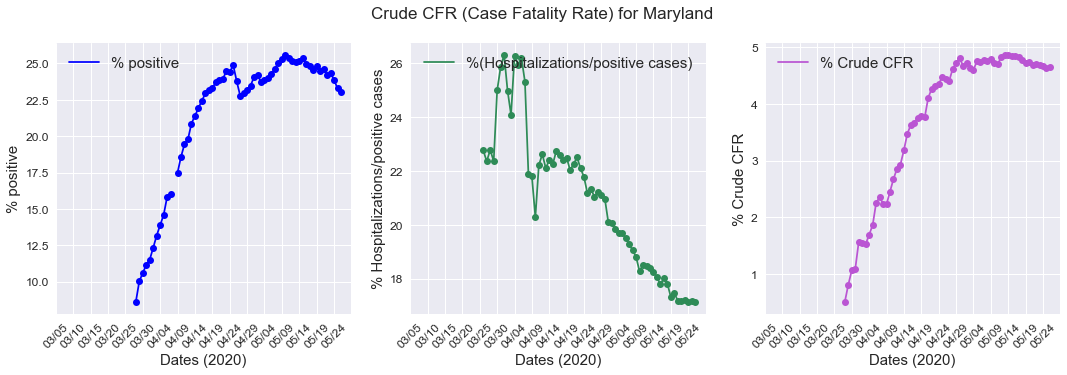 Crude CFR (Case Fatality Rate) for Maryland
% positive
% positive
25.0
22.5
20.0
17.5
15.0
12.5
10.0
03/05 03/10 03/15 03/20 03/25 03/30 04/04 04/09 04/14 04/19 04/24 04/29 05/04 05/09 05/14 05/19 05/24
Dates (2020)
%(Hospitalizations/positive cases)
% Hospitalizations/positive cases
26
24
22
20
18
03/05 03/10 03/15 03/20 03/25 03/30 04/04 04/09 04/14 04/19 04/24 04/29 05/04 05/09 05/14 05/19 05/24
Dates (2020)
% Crude CFR
% Crude CFR
5
4
3
2
1
03/05 03/10 03/15 03/20 03/25 03/30 04/04 04/09 04/14 04/19 04/24 04/29 05/04 05/09 05/14 05/19 05/24
Dates (2020)